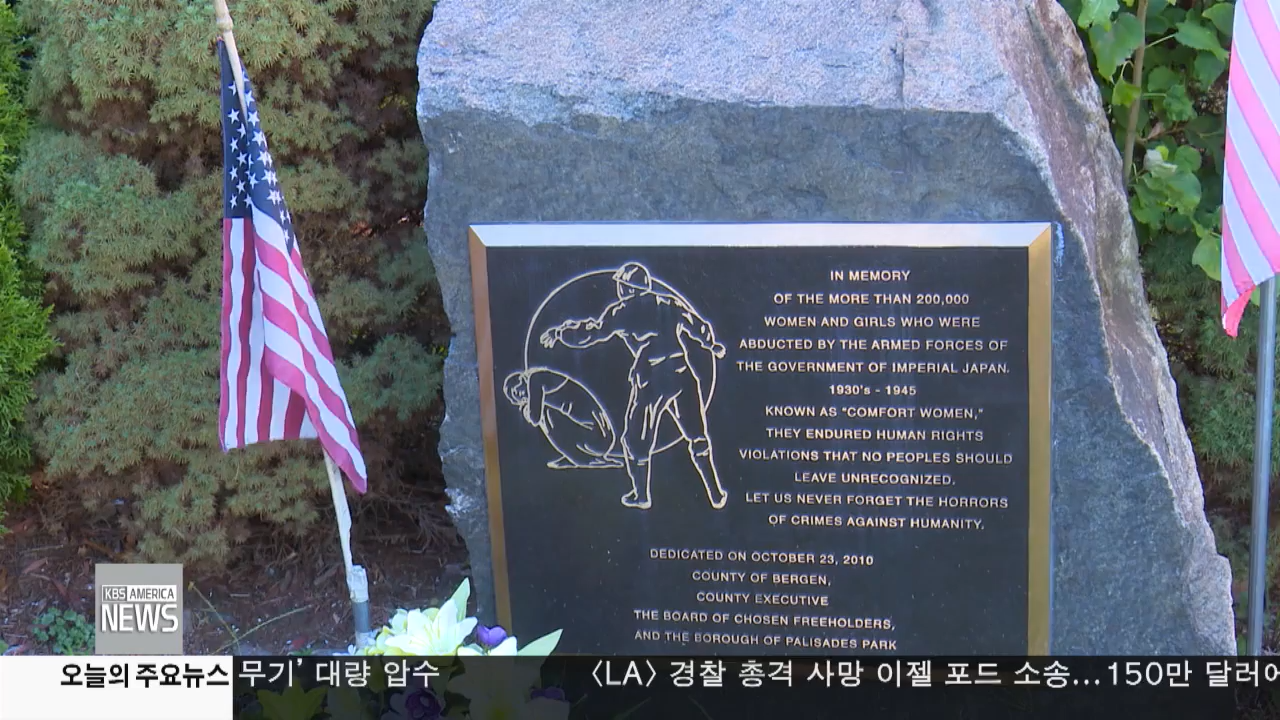 IN MEMORY
OF THE MORE THAN 200,000
WOMEN AND GIRLS WHO WERE
ABDUCTED BY THE ARMED FORCES OF
THE GOVERNMENT OF IMPERIAL JAPAN.
1930's - 1945
KNOWN AS "COMFORT WOMEN,"
THEY ENDURED HUMAN RIGHTS
VIOLATIONS THAT NO PEOPLES SHOULD
LEAVE UNRECOGNIZED.
LET US NEVER FORGET THE HORRORS
OF CRIMES AGAINST HUMANITY.
DEDICATED ON OCTOBER 23, 2010
COUNTY OF BERGEN,
COUNTY EXECUTIVE
THE BOARD OF CHOSEN FREEHOLDERS,
AND THE BOROUGH OF PALISADES PARK
KBS AMERICA
NEWS
오늘의 주요뉴스 무기' 대량 압수 〈LA〉 경찰 총격 사망 이젤 포드 소송...150만 달러에